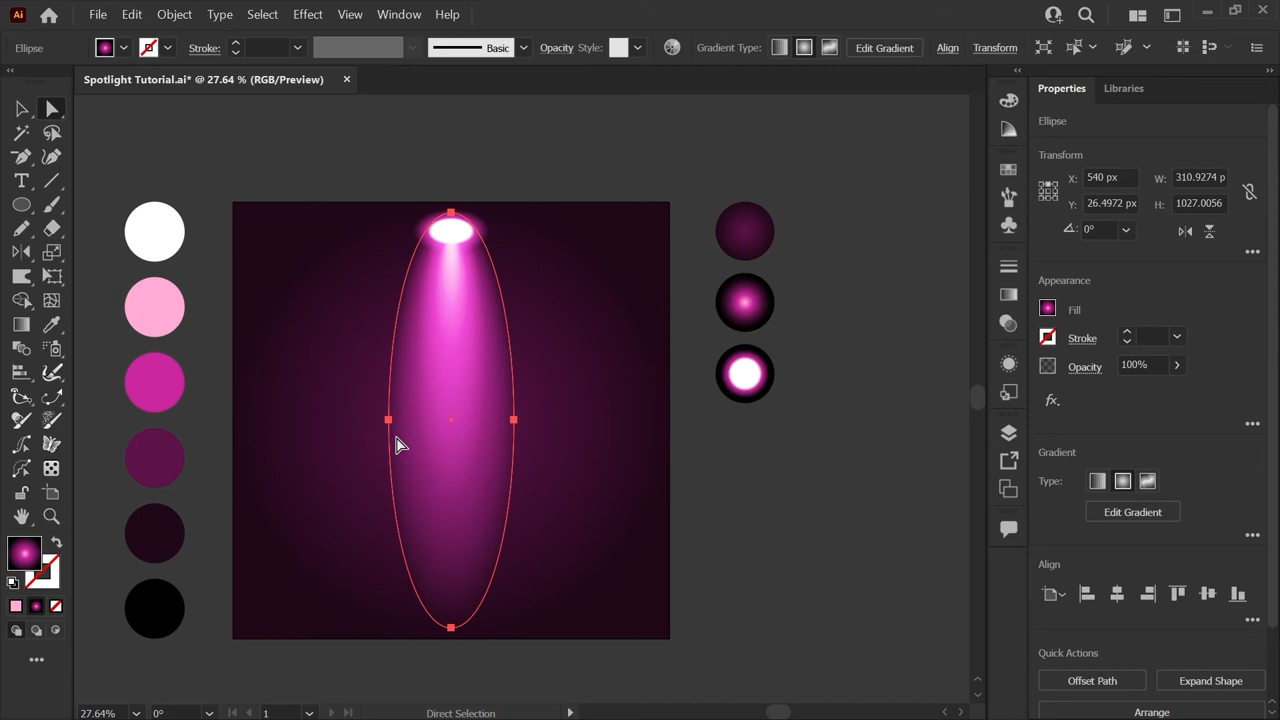 Ai
File Edit Object Type Select Effect View Window Help
Ellipse Stroke: Basic Opacity Style: Gradient Type: Edit Gradient Align Transform
Spotlight Tutorial.ai* @ 27.64 % (RGB/Preview)
Properties Libraries
Ellipse
Transform
X: 540 px W: 310.9274 p
Y: 26.4972 px H: 1027.0056
0°
Appearance
Fill
Stroke
Opacity 100%
fx.
Gradient
Type:
Edit Gradient
Align
Quick Actions
Offset Path Expand Shape
Arrange
27.64% 0° 1 Direct Selection